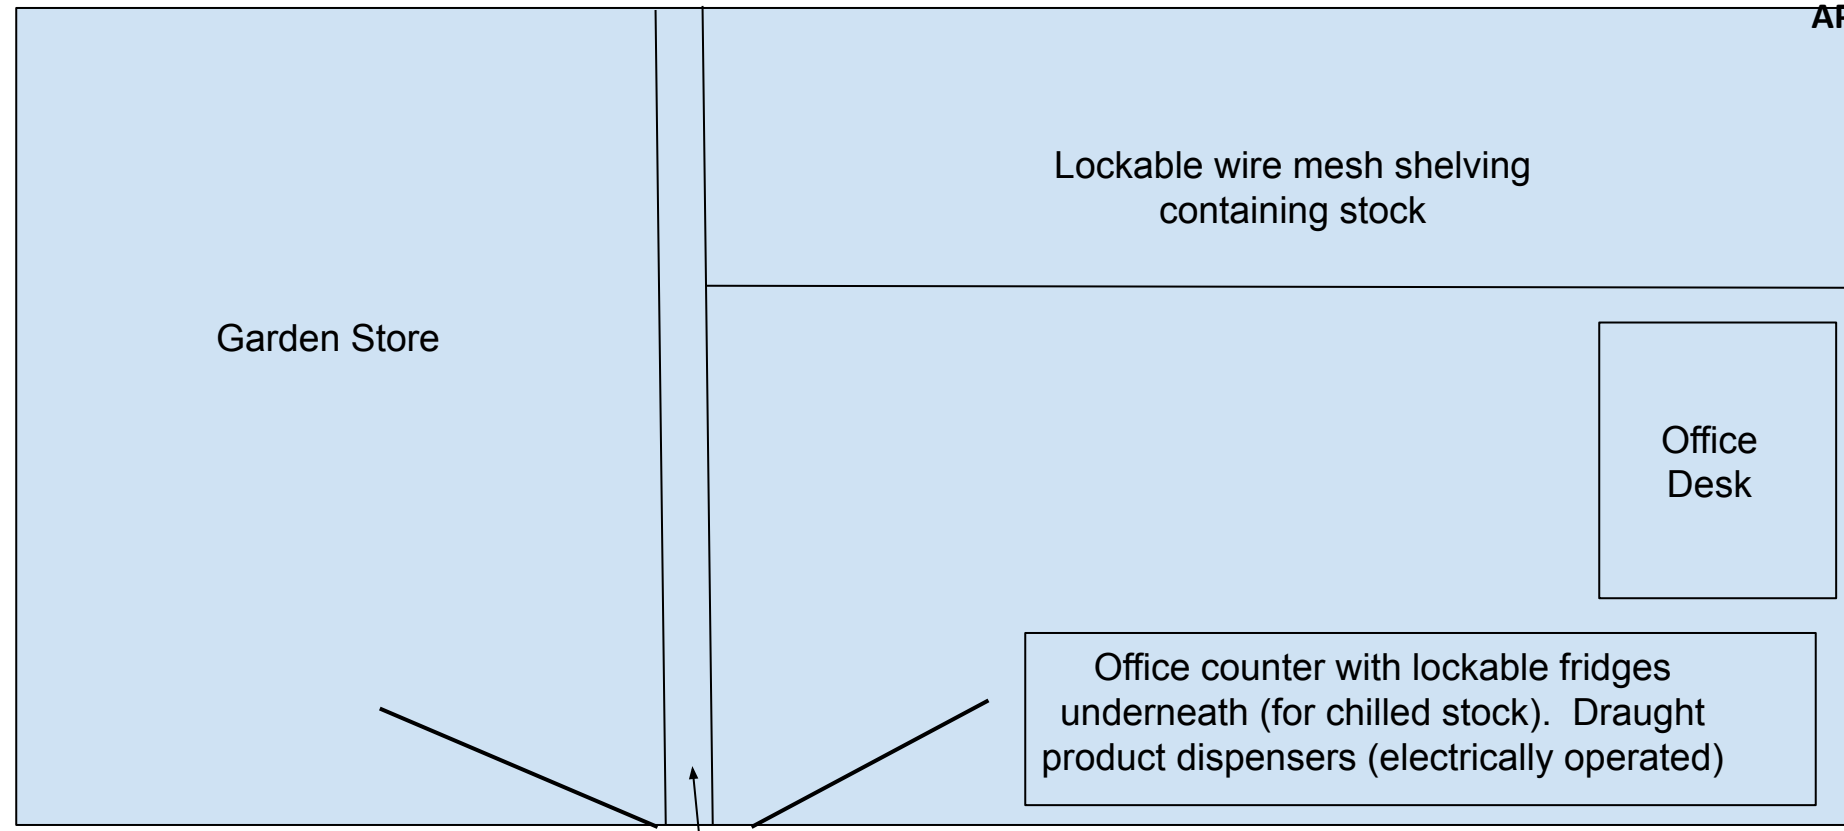 Lockable wire mesh shelving
containing stock
Garden Store
Office
Desk
Office counter with lockable fridges
underneath (for chilled stock).  Draught
product dispensers (electrically operated)